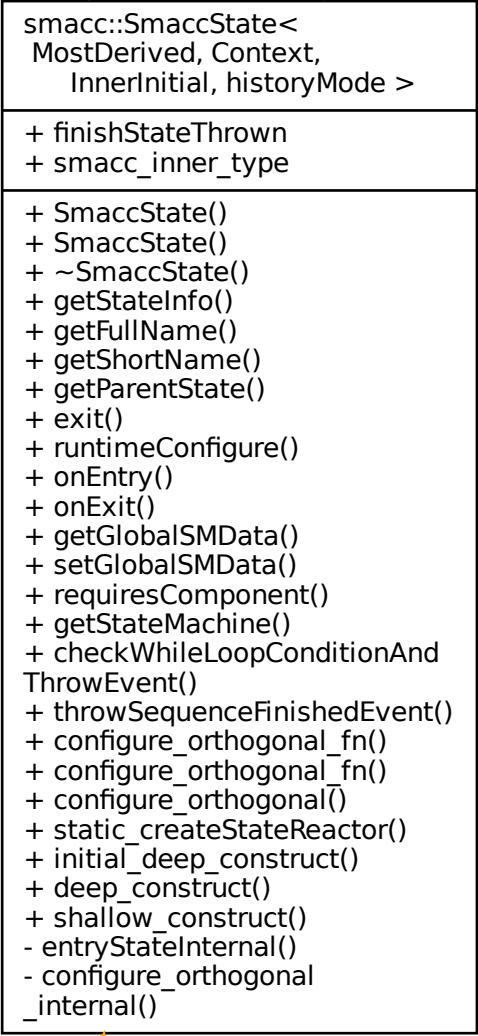 smacc::SmaccState<
MostDerived, Context,
InnerInitial, historyMode >
+ finishStateThrown
+ smacc_inner_type
+ SmaccState()
+ SmaccState()
+ ~SmaccState()
+ getStateInfo()
+ getFullName()
+ getShortName()
+ getParentState()
+ exit()
+ runtimeConfigure()
+ onEntry()
+ onExit()
+ getGlobalSMData()
+ setGlobalSMData()
+ requiresComponent()
+ getStateMachine()
+ checkWhileLoopConditionAnd
ThrowEvent()
+ throwSequenceFinishedEvent()
+ configure_orthogonal_fn()
+ configure_orthogonal_fn()
+ configure_orthogonal()
+ static_createStateReactor()
+ initial_deep_construct()
+ deep_construct()
+ shallow_construct()
- entryStateInternal()
- configure_orthogonal
_internal()